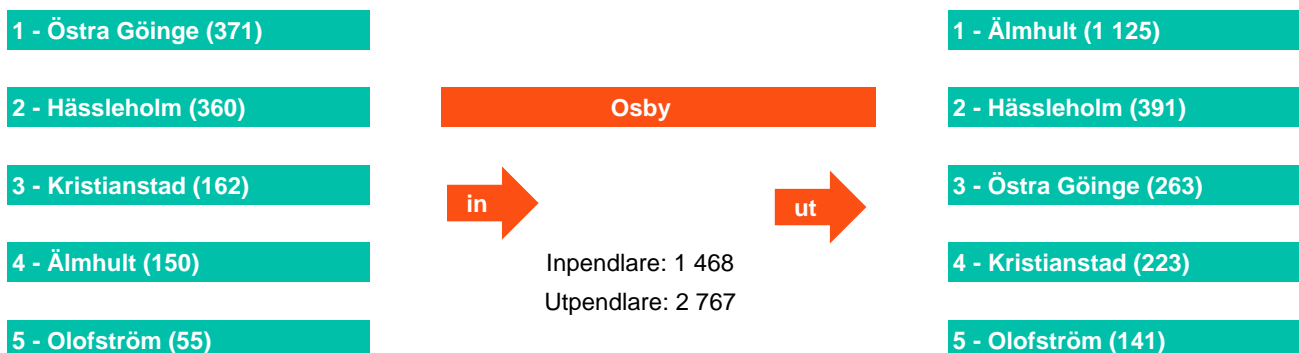 1 - Östra Göinge (371)
2 - Hässleholm (360)
3 - Kristianstad (162)
4 - Älmhult (150)
5 - Olofström (55)
Osby
in
ut
Inpendlare: 1 468
Utpendlare: 2 767
1 - Älmhult (1 125)
2 - Hässleholm (391)
3 - Östra Göinge (263)
4 - Kristianstad (223)
5 - Olofström (141)